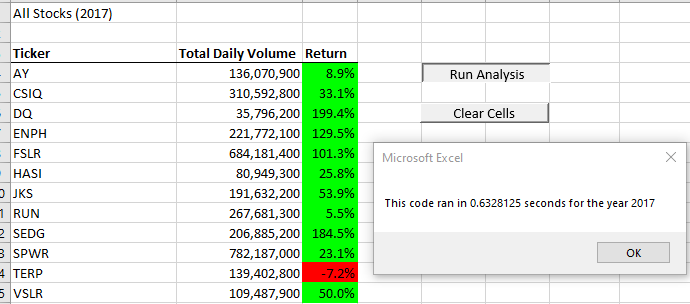 All Stocks (2017)
Ticker Total Daily Volume Return
AY 136,070,900 8.9%
Run Analysis
CSIQ 310,592,800 33.1%
DQ 35,796,200 199.4%
Clear Cells
ENPH 221,772,100 129.5%
FSLR 684,181,400 101.3%
Microsoft Excel
HASI 80,949,300 25.8%
JKS 191,632,200 53.9%
This code ran in 0.6328125 seconds for the year 2017
RUN 267,681,300 5.5%
SEDG 206,885,200 184.5%
SPWR 782,187,000 23.1%
OK
TERP 139,402,800 -7.2%
VSLR 109,487,900 50.0%